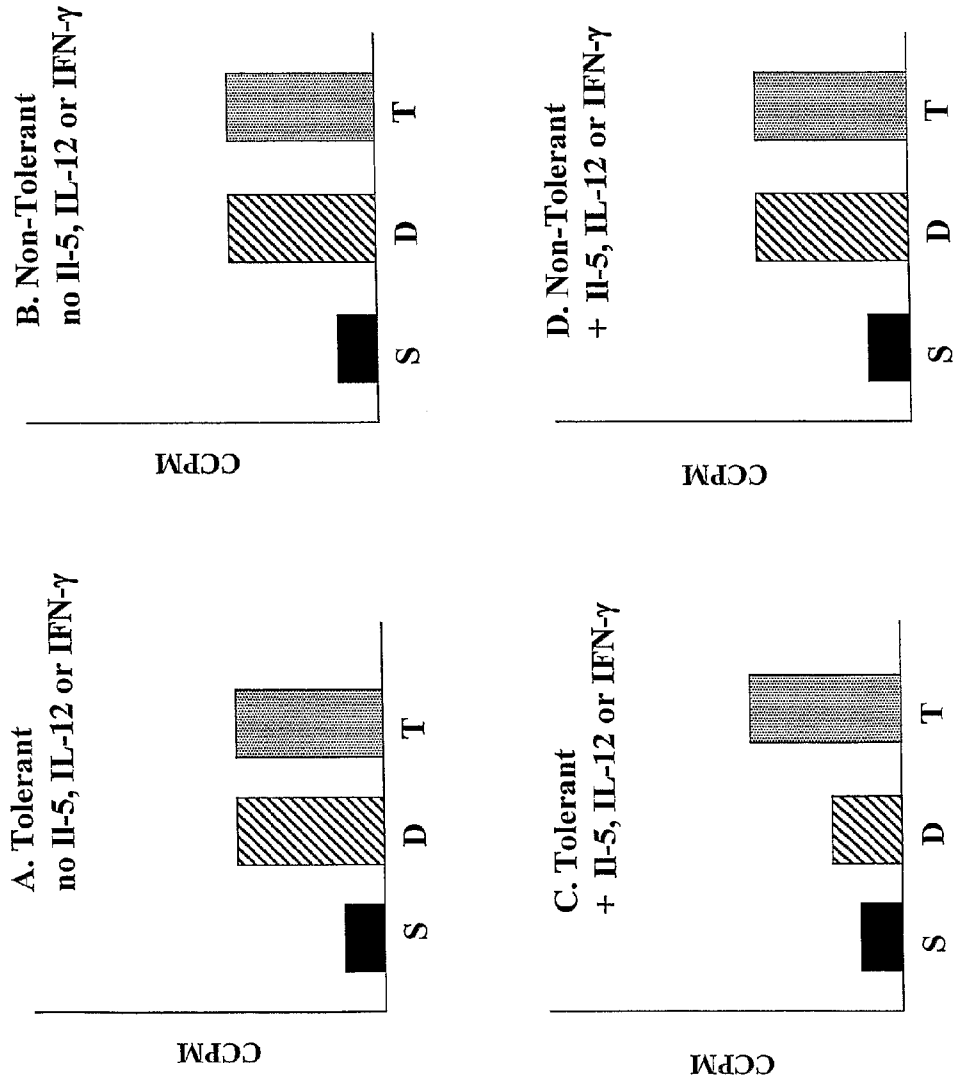 A. Tolerant
no Il-5, IL-12 or IFN-γ
CCPM
S D T
B. Non-Tolerant
no Il-5, IL-12 or IFN-γ
CCPM
S D T
C. Tolerant
+ Il-5, IL-12 or IFN-γ
CCPM
S D T
D. Non-Tolerant
+ Il-5, IL-12 or IFN-γ
CCPM
S D T